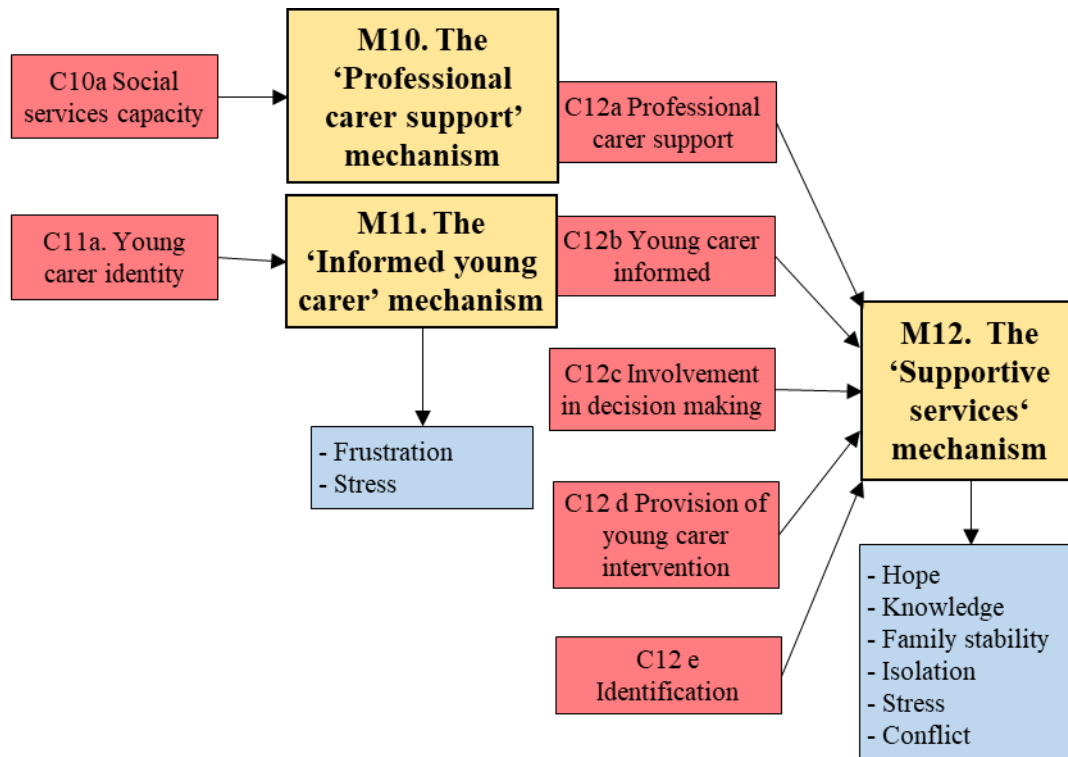 C10a Social
services capacity
M10. The
‘Professional
carer support’
mechanism
C12a Professional
carer support
C11a. Young
carer identity
M11. The
‘Informed young
carer’ mechanism
C12b Young carer
informed
- Frustration
- Stress
C12c Involvement
in decision making
C12 d Provision of
young carer
intervention
C12 e
Identification
M12.  The
‘Supportive
services‘
mechanism
- Hope
- Knowledge
- Family stability
- Isolation
- Stress
- Conflict